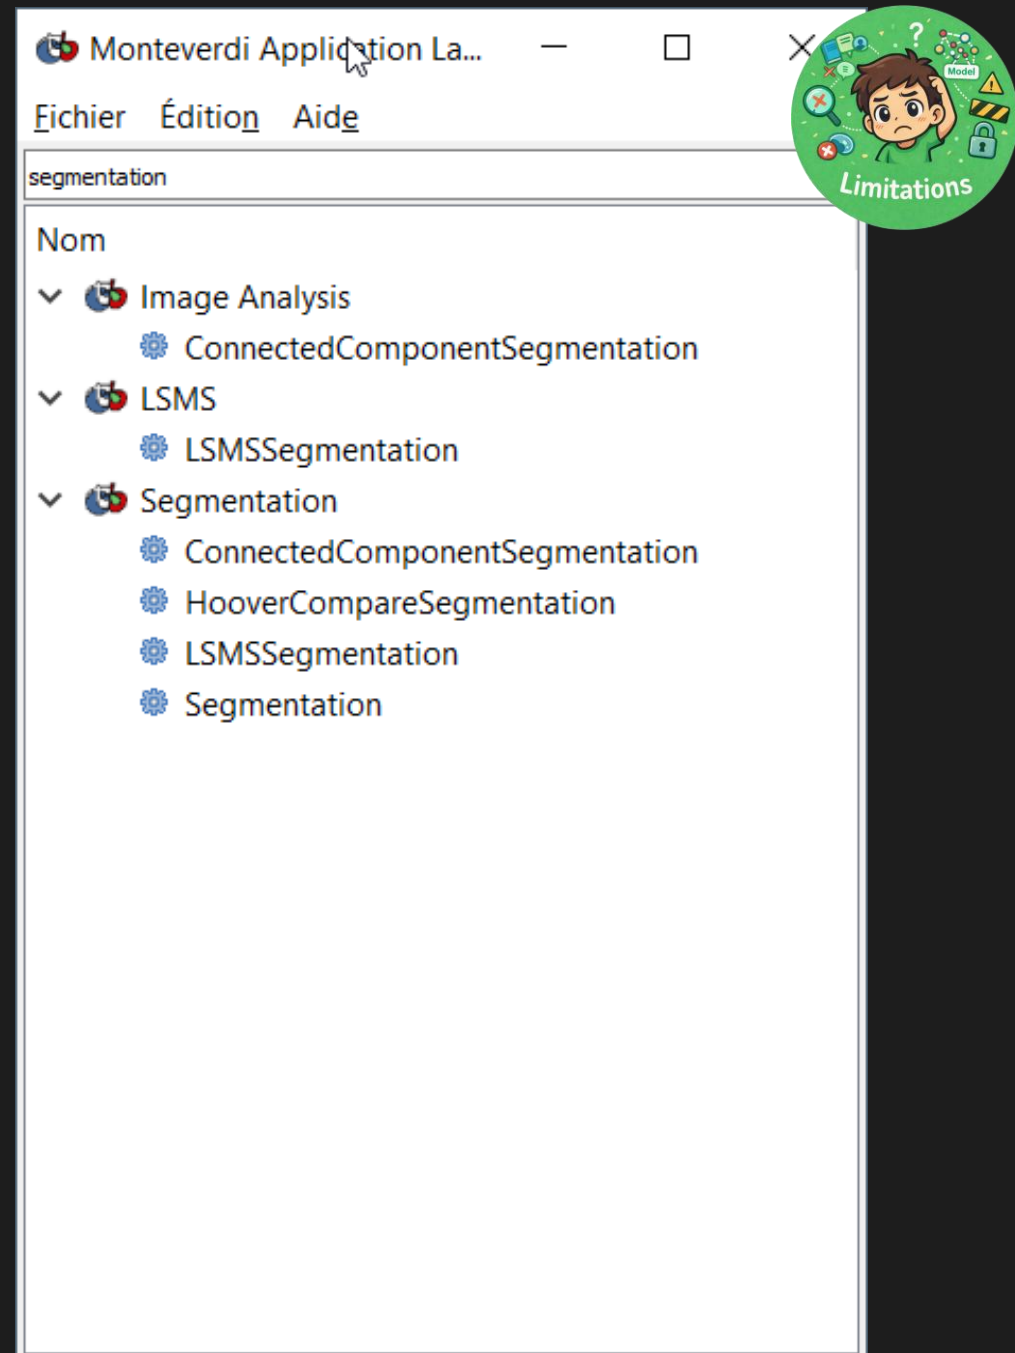 Monteverdi Application La...
Fichier Édition Aide
segmentation
?
Model
Limitations
Nom
Image Analysis
ConnectedComponentSegmentation
LSMS
LSMSSegmentation
Segmentation
ConnectedComponentSegmentation
HooverCompareSegmentation
LSMSSegmentation
Segmentation